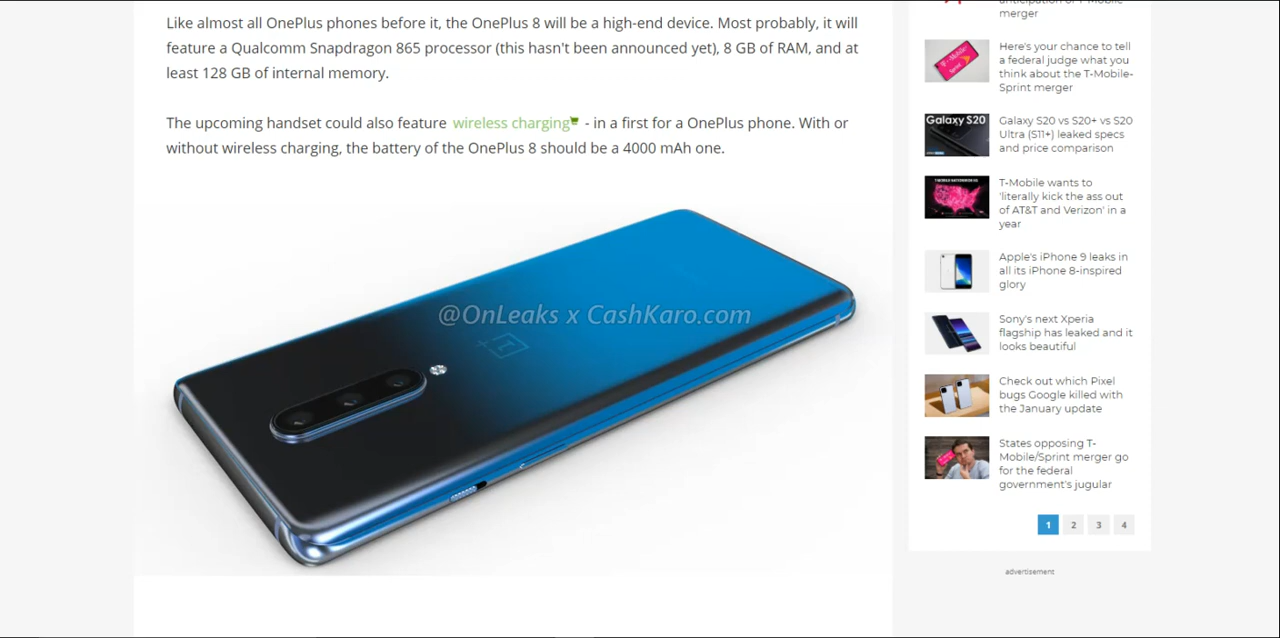 Like almost all OnePlus phones before it, the OnePlus 8 will be a high-end device. Most probably, it will
feature a Qualcomm Snapdragon 865 processor (this hasn't been announced yet), 8 GB of RAM, and at
least 128 GB of internal memory.
The upcoming handset could also feature wireless charging - in a first for a OnePlus phone. With or
without wireless charging, the battery of the OnePlus 8 should be a 4000 mAh one.
@OnLeaks x CashKaro.com
merger
Here's your chance to tell
a federal judge what you
think about the T-Mobile-
Sprint merger
Galaxy S20
Galaxy S20 vs S20+ vs S20
Ultra (S11+) leaked specs
and price comparison
T-Mobile wants to
'literally kick the ass out
of AT&T and Verizon' in a
year
Apple's iPhone 9 leaks in
all its iPhone 8-inspired
glory
Sony's next Xperia
flagship has leaked and it
looks beautiful
Check out which Pixel
bugs Google killed with
the January update
States opposing T-
Mobile/Sprint merger go
for the federal
government's jugular
1 2 3 4
advertisement